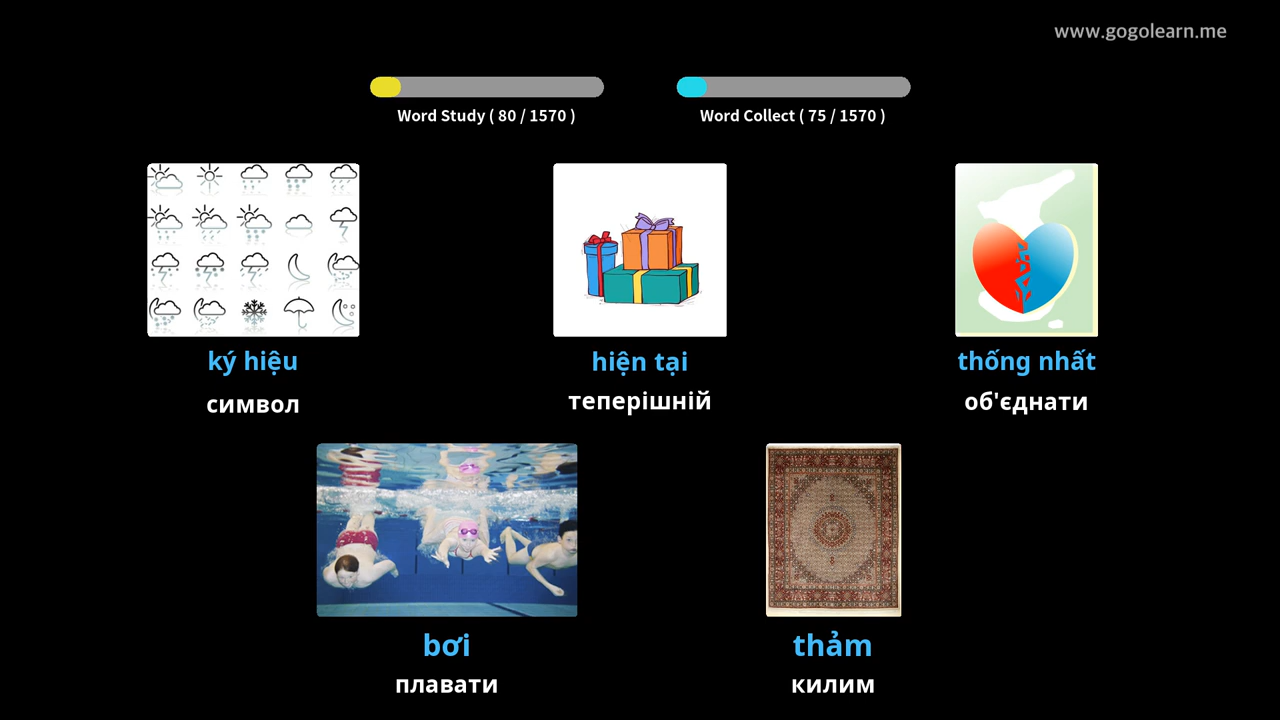 www.gogolearn.me
Word Study ( 80 / 1570 )
Word Collect ( 75 / 1570 )
ký hiệu
символ
hiện tại
теперішній
thống nhất
об'єднати
bơi
плавати
thảm
килим